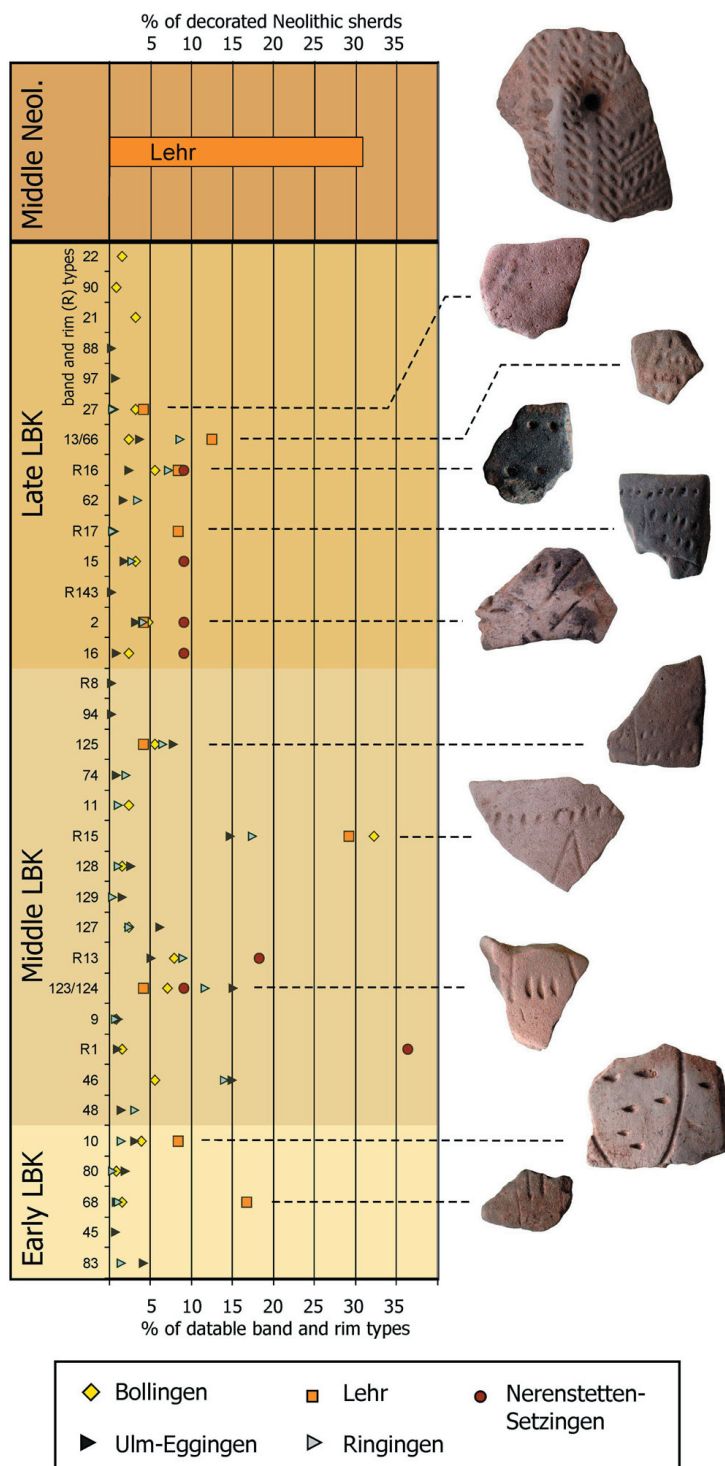 % of decorated Neolithic sherds
5 10 15 20 25 30 35
Middle Neol.
Lehr
Late LBK
band and rim (R) types
22
90
21
88
97
27
13/66
R16
62
R17
15
R143
2
16
Middle LBK
R8
94
125
74
11
R15
128
129
127
R13
123/124
9
R1
46
48
Early LBK
10
80
68
45
83
5 10 15 20 25 30 35
% of datable band and rim types
Bollingen
Lehr
Nerenstetten-
Setzingen
Ulm-Eggingen
Ringingen